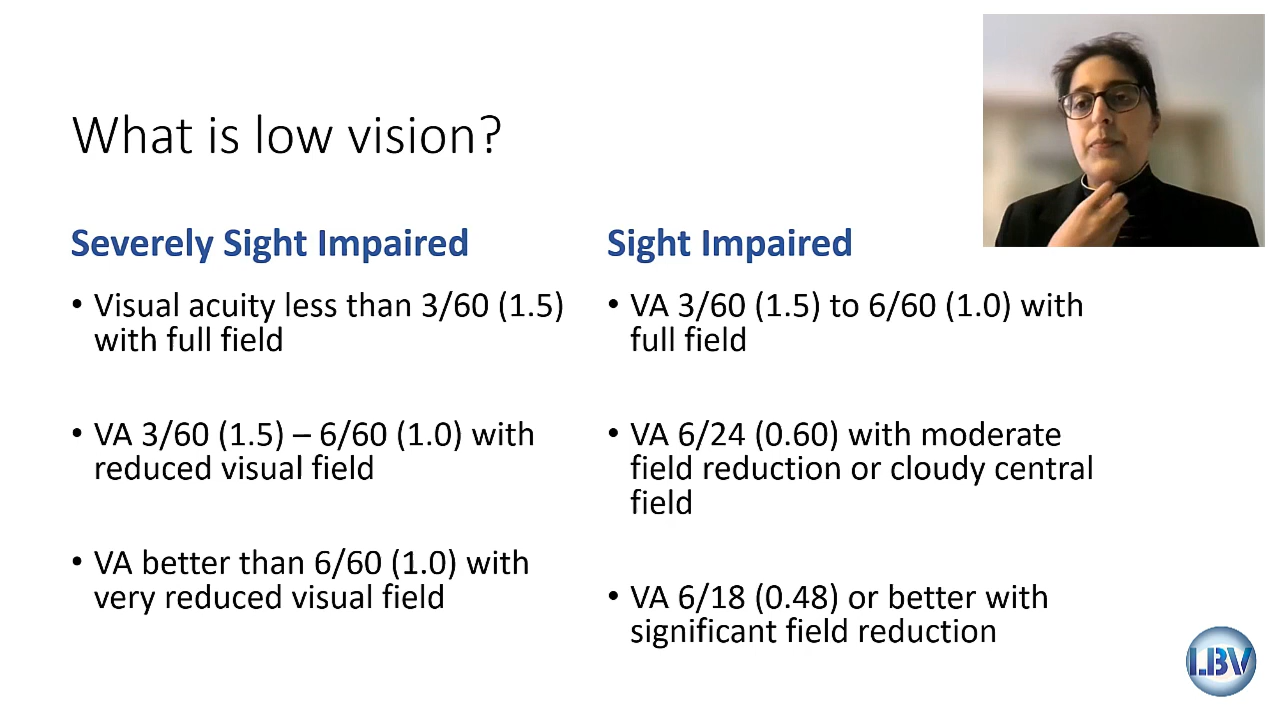 What is low vision?
Severely Sight Impaired
• Visual acuity less than 3/60 (1.5)
with full field
• VA 3/60 (1.5) – 6/60 (1.0) with
reduced visual field
• VA better than 6/60 (1.0) with
very reduced visual field
Sight Impaired
• VA 3/60 (1.5) to 6/60 (1.0) with
full field
• VA 6/24 (0.60) with moderate
field reduction or cloudy central
field
• VA 6/18 (0.48) or better with
significant field reduction
LBV